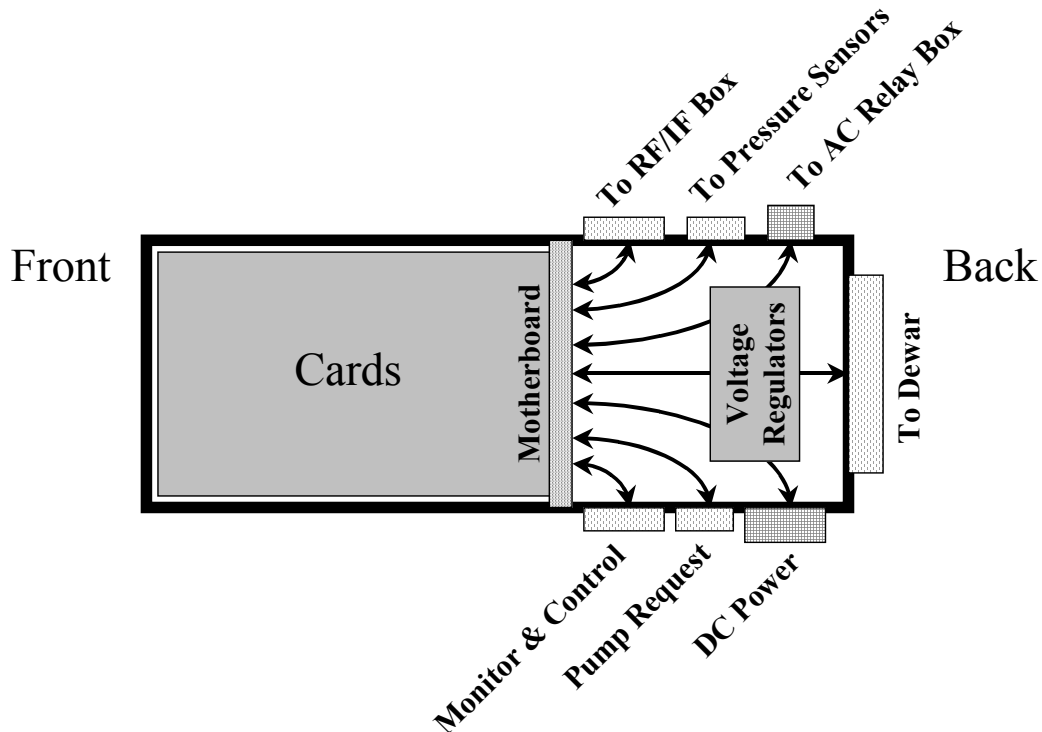 To RF/IF Box
To Pressure Sensors
To AC Relay Box
Front
Back
Cards
Motherboard
Voltage
Regulators
To Dewar
Monitor & Control
Pump Request
DC Power